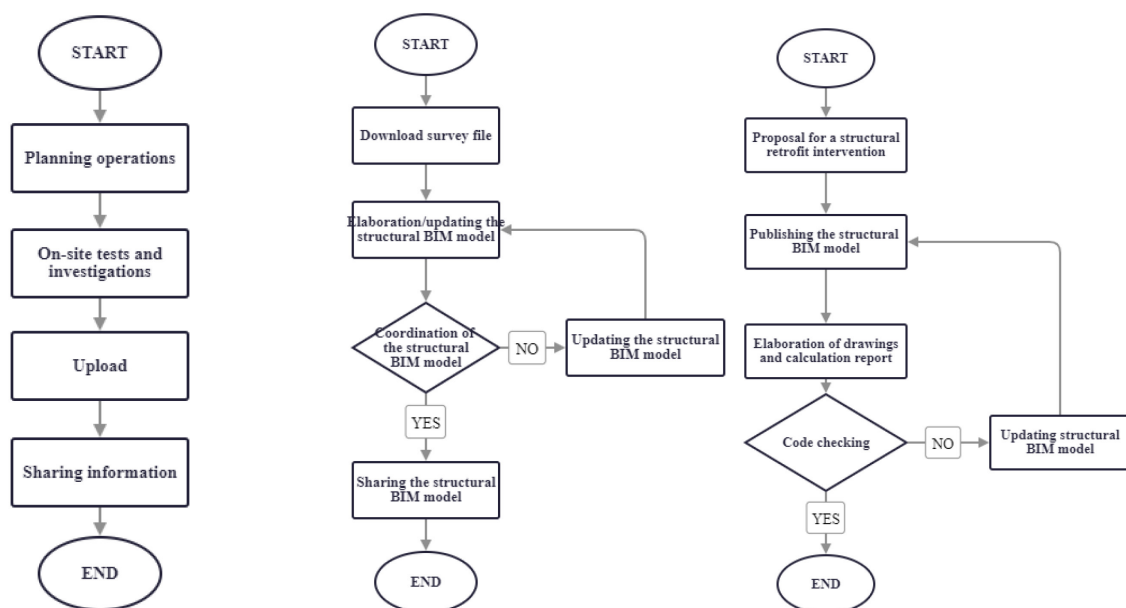 START
Planning operations
On-site tests and
investigations
Upload
Sharing information
END
START
Download survey file
Elaboration/updating the
structural BIM model
Coordination of
the structural
BIM model
NO
Updating the structural
BIM model
YES
Sharing the structural
BIM model
END
START
Proposal for a structural
retrofit intervention
Publishing the structural
BIM model
Elaboration of drawings
and calculation report
Code checking
NO
Updating structural
BIM model
YES
END